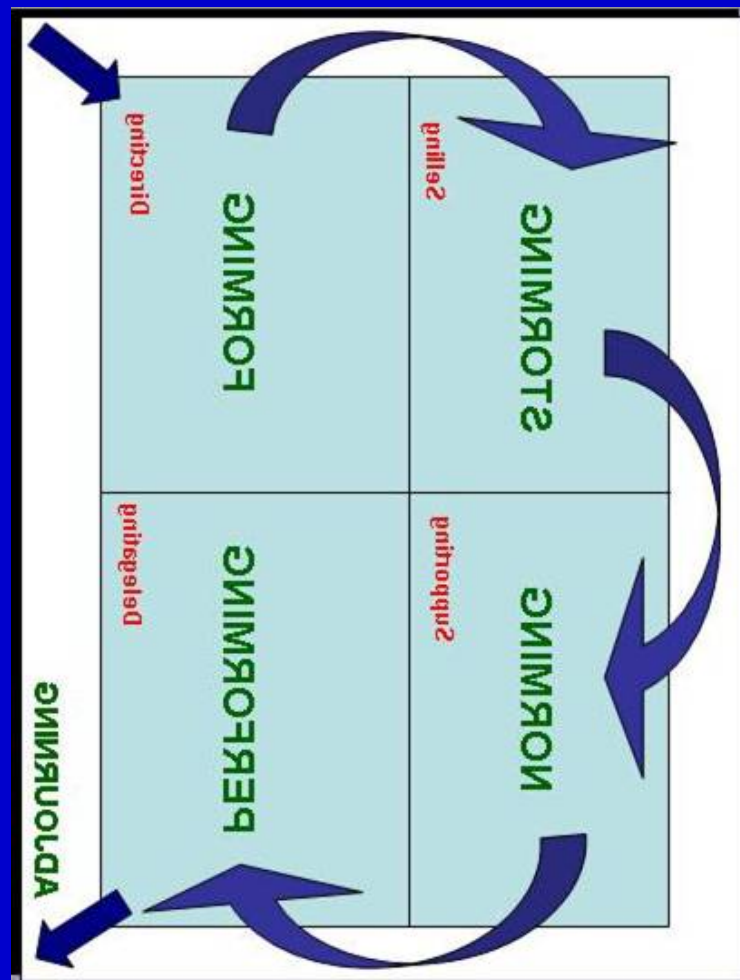 Directing
FORMING
Selling
STORMING
Delegating
PERFORMING
Supporting
NORMING
ADJOURNING